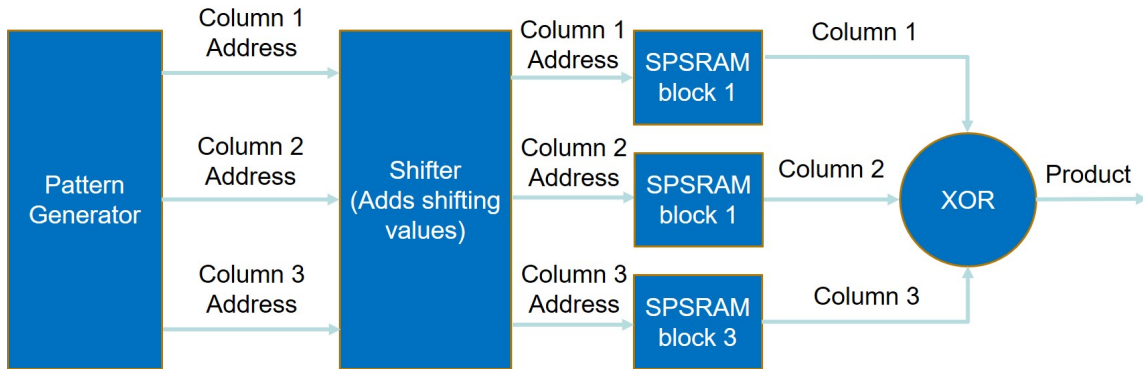 Pattern
Generator
Column 1
Address
Column 2
Address
Column 3
Address
Shifter
(Adds shifting
values)
Column 1
Address
Column 2
Address
Column 3
Address
SPSRAM
block 1
SPSRAM
block 1
SPSRAM
block 3
Column 1
Column 2
Column 3
XOR
Product